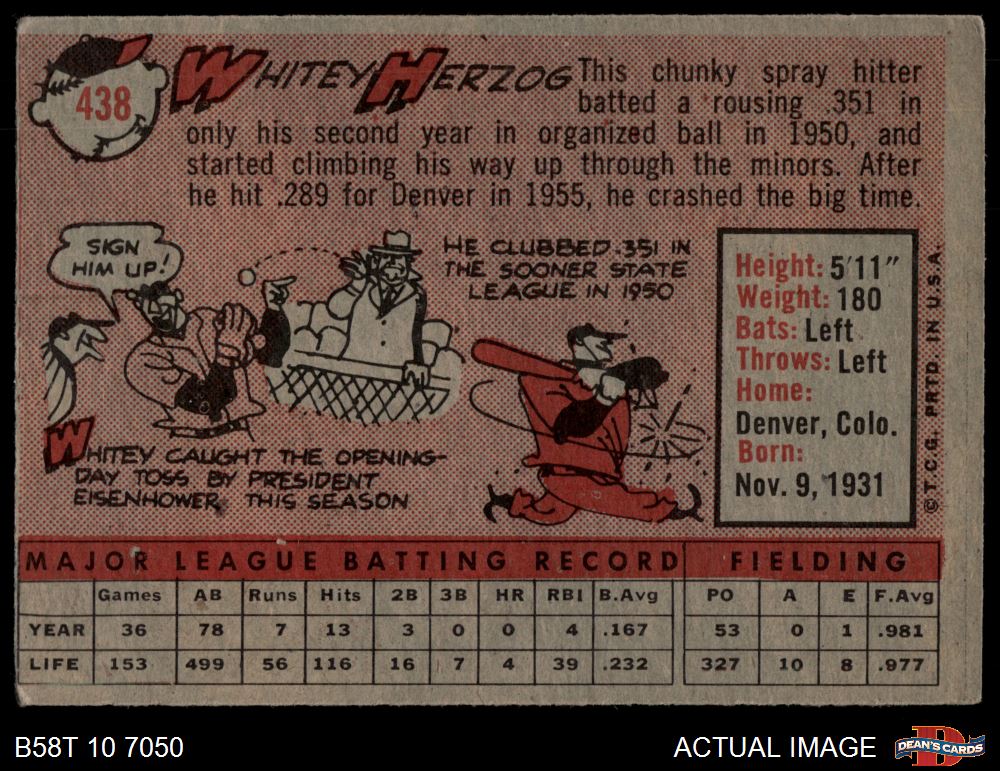 438
WHITEY HERZOG This chunky spray hitter
batted a rousing .351 in
only his second year in organized ball in 1950, and
started climbing his way up through the minors. After
he hit .289 for Denver in 1955, he crashed the big time.
SIGN
HIM UP!
HE CLUBBED .351 IN
THE SOONER STATE
LEAGUE IN 1950
WHITEY CAUGHT THE OPENING-
DAY TOSS BY PRESIDENT
EISENHOWER THIS SEASON
Height: 5'11"
Weight: 180
Bats: Left
Throws: Left
Home:
Denver, Colo.
Born:
Nov. 9, 1931
© T.C.G. PRTD. IN U.S.A.
MAJOR LEAGUE BATTING RECORD FIELDING
Games AB Runs Hits 2B 3B HR RBI B.Avg PO A E F.Avg
YEAR 36 78 7 13 3 0 0 4 .167 53 0 1 .981
LIFE 153 499 56 116 16 7 4 39 .232 327 10 8 .977
B58T 10 7050
ACTUAL IMAGE
DEAN'S CARDS